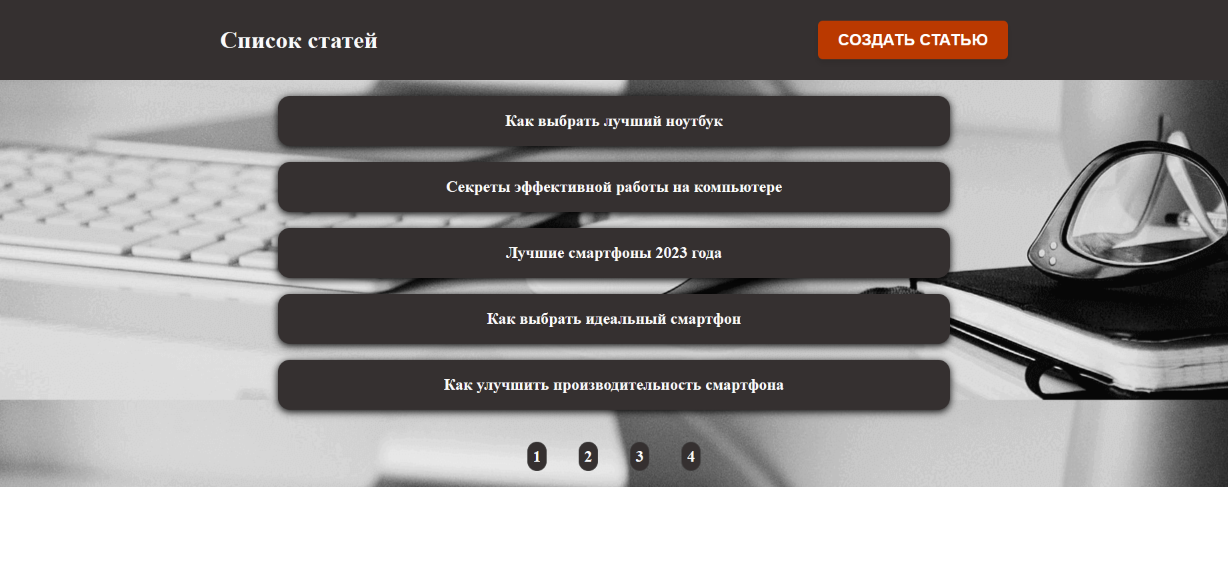 Список статей
СОЗДАТЬ СТАТЬЮ
Как выбрать лучший ноутбук
Секреты эффективной работы на компьютере
Лучшие смартфоны 2023 года
Как выбрать идеальный смартфон
Как улучшить производительность смартфона
1 2 3 4